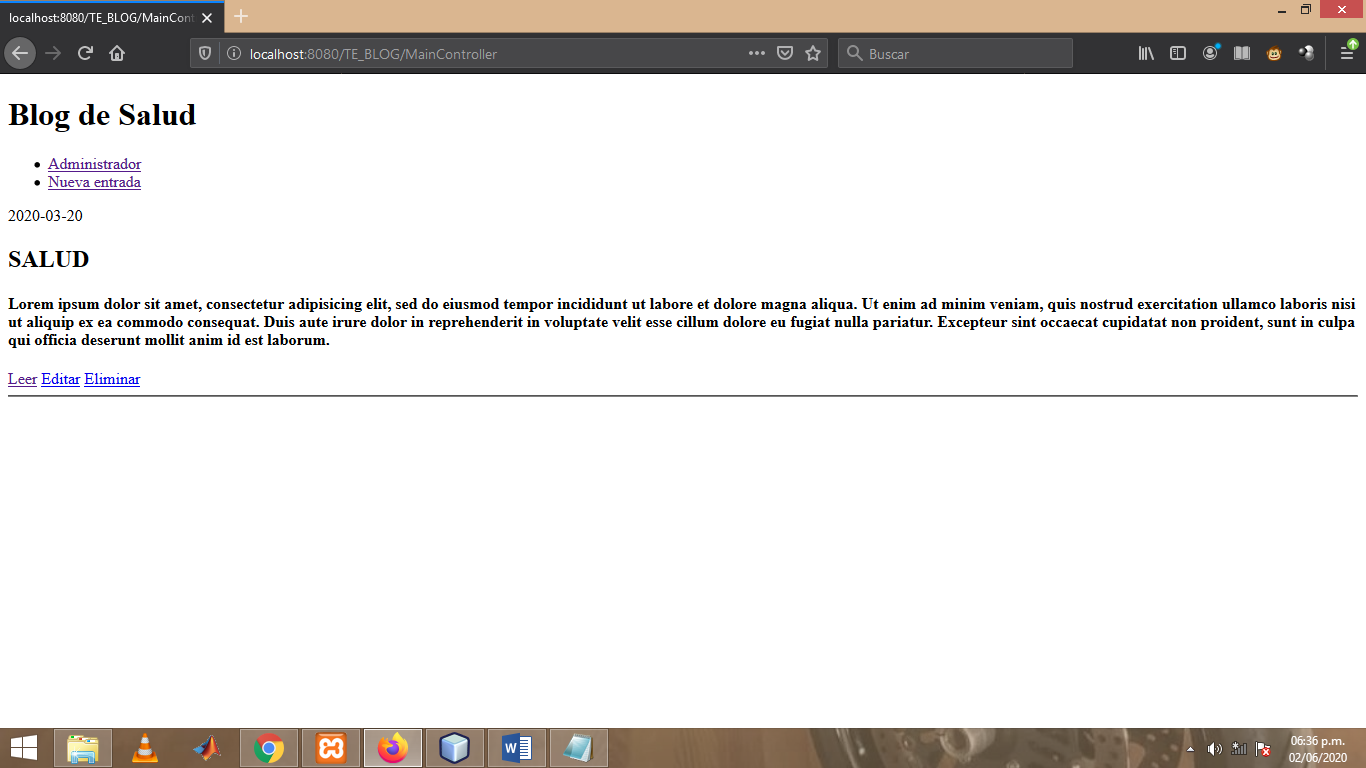 localhost:8080/TE_BLOG/MainCont
localhost:8080/TE_BLOG/MainController
Buscar
Blog de Salud
Administrador
Nueva entrada
2020-03-20
SALUD
Lorem ipsum dolor sit amet, consectetur adipisicing elit, sed do eiusmod tempor incididunt ut labore et dolore magna aliqua. Ut enim ad minim veniam, quis nostrud exercitation ullamco laboris nisi
ut aliquip ex ea commodo consequat. Duis aute irure dolor in reprehenderit in voluptate velit esse cillum dolore eu fugiat nulla pariatur. Excepteur sint occaecat cupidatat non proident, sunt in culpa
qui officia deserunt mollit anim id est laborum.
Leer Editar Eliminar
06:36 p.m.
02/06/2020